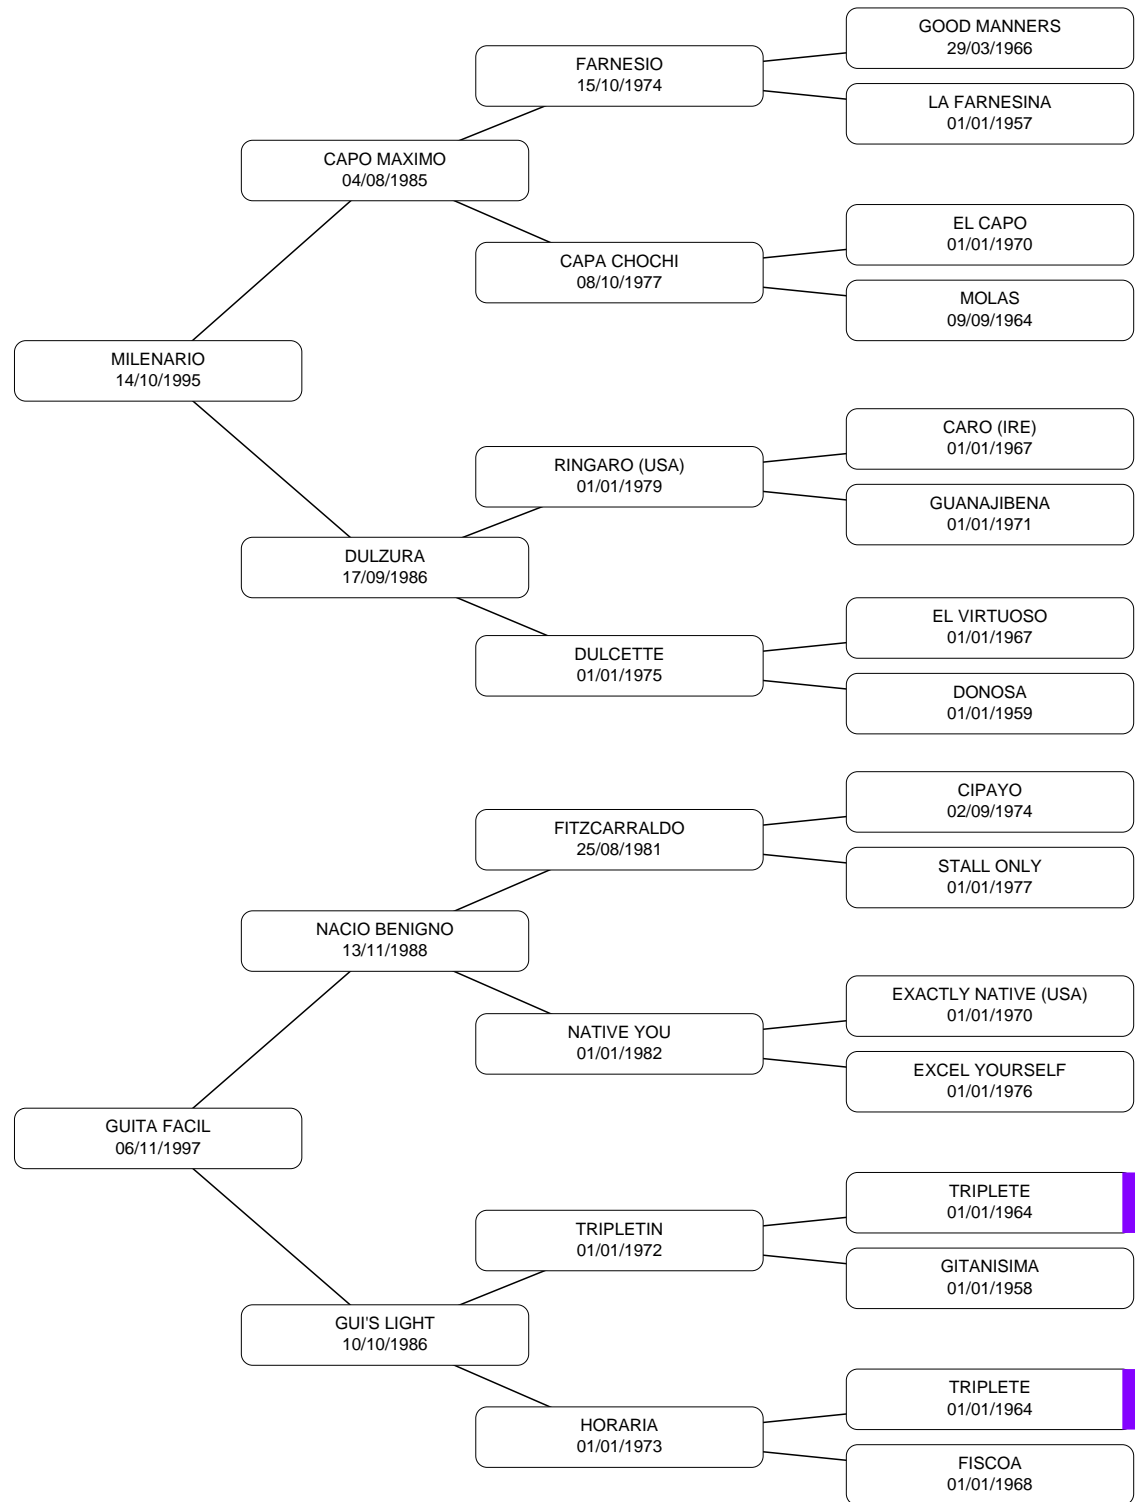 GOOD MANNERS
29/03/1966
FARNESIO
15/10/1974
LA FARNESINA
01/01/1957
CAPO MAXIMO
04/08/1985
EL CAPO
01/01/1970
CAPA CHOCHI
08/10/1977
MOLAS
09/09/1964
MILENARIO
14/10/1995
CARO (IRE)
01/01/1967
RINGARO (USA)
01/01/1979
GUANAJIBENA
01/01/1971
DULZURA
17/09/1986
EL VIRTUOSO
01/01/1967
DULCETTE
01/01/1975
DONOSA
01/01/1959
CIPAYO
02/09/1974
FITZCARRALDO
25/08/1981
STALL ONLY
01/01/1977
NACIO BENIGNO
13/11/1988
EXACTLY NATIVE (USA)
01/01/1970
NATIVE YOU
01/01/1982
EXCEL YOURSELF
01/01/1976
GUITA FACIL
06/11/1997
TRIPLETE
01/01/1964
TRIPLETIN
01/01/1972
GITANISIMA
01/01/1958
GUI'S LIGHT
10/10/1986
TRIPLETE
01/01/1964
HORARIA
01/01/1973
FISCOA
01/01/1968